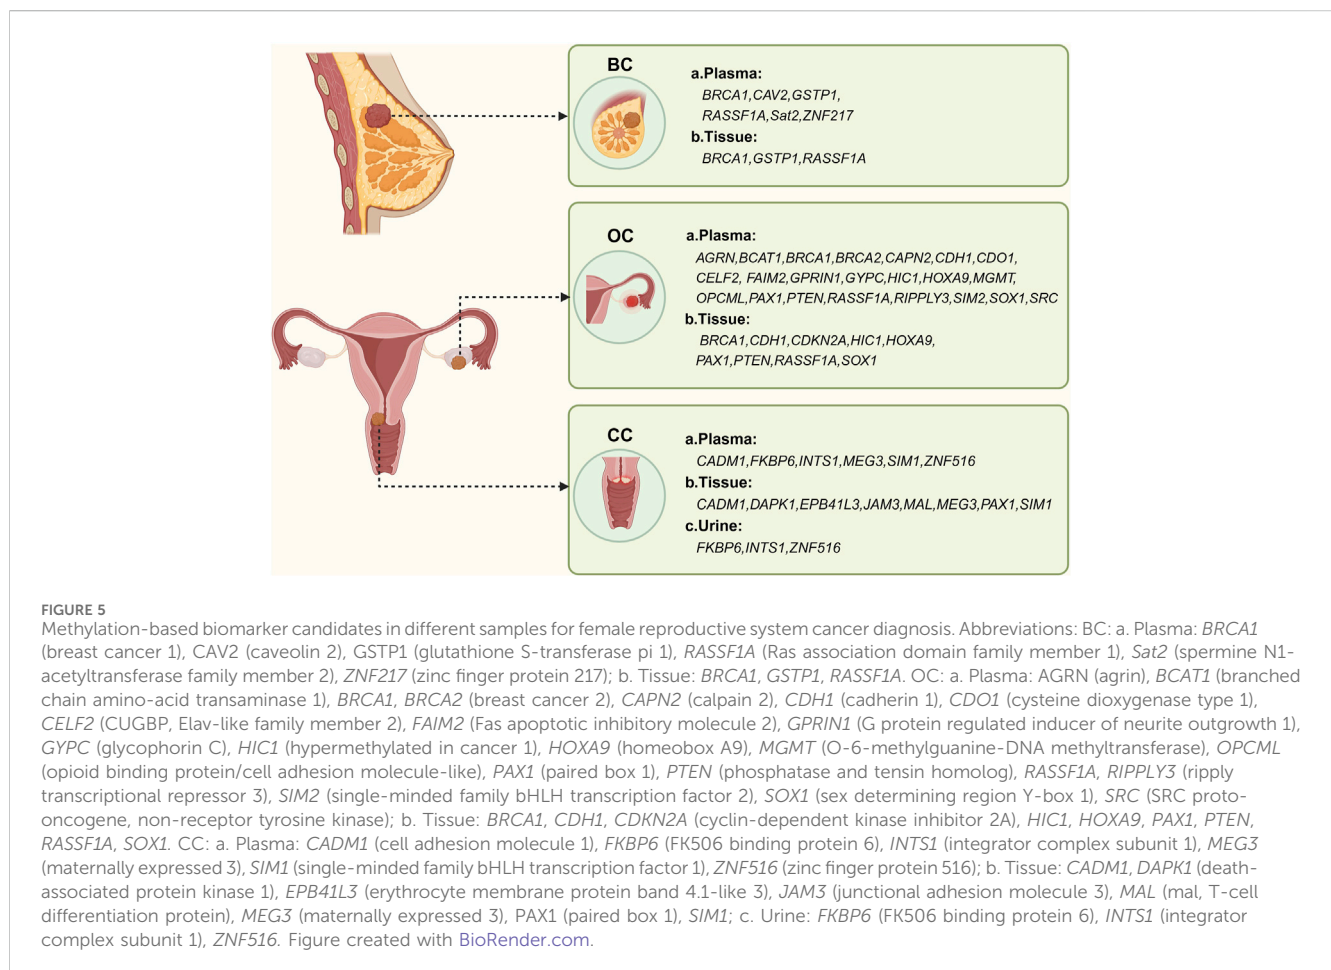 BC
a.Plasma:
BRCA1,CAV2,GSTP1,
RASSF1A,Sat2,ZNF217
b.Tissue:
BRCA1,GSTP1,RASSF1A
OC
a.Plasma:
AGRN,BCAT1,BRCA1,BRCA2,CAPN2,CDH1,CDO1,
CELF2, FAIM2,GPRIN1,GYPC,HIC1,HOXA9,MGMT,
OPCML,PAX1,PTEN,RASSF1A,RIPPLY3,SIM2,SOX1,SRC
b.Tissue:
BRCA1,CDH1,CDKN2A,HIC1,HOXA9,
PAX1,PTEN,RASSF1A,SOX1
CC
a.Plasma:
CADM1,FKBP6,INTS1,MEG3,SIM1,ZNF516
b.Tissue:
CADM1,DAPK1,EPB41L3,JAM3,MAL,MEG3,PAX1,SIM1
c.Urine:
FKBP6,INTS1,ZNF516
FIGURE 5
Methylation-based biomarker candidates in different samples for female reproductive system cancer diagnosis. Abbreviations: BC: a. Plasma: BRCA1
(breast cancer 1), CAV2 (caveolin 2), GSTP1 (glutathione S-transferase pi 1), RASSF1A (Ras association domain family member 1), Sat2 (spermine N1-
acetyltransferase family member 2), ZNF217 (zinc finger protein 217); b. Tissue: BRCA1, GSTP1, RASSF1A. OC: a. Plasma: AGRN (agrin), BCAT1 (branched
chain amino-acid transaminase 1), BRCA1, BRCA2 (breast cancer 2), CAPN2 (calpain 2), CDH1 (cadherin 1), CDO1 (cysteine dioxygenase type 1),
CELF2 (CUGBP, Elav-like family member 2), FAIM2 (Fas apoptotic inhibitory molecule 2), GPRIN1 (G protein regulated inducer of neurite outgrowth 1),
GYPC (glycophorin C), HIC1 (hypermethylated in cancer 1), HOXA9 (homeobox A9), MGMT (O-6-methylguanine-DNA methyltransferase), OPCML
(opioid binding protein/cell adhesion molecule-like), PAX1 (paired box 1), PTEN (phosphatase and tensin homolog), RASSF1A, RIPPLY3 (ripply
transcriptional repressor 3), SIM2 (single-minded family bHLH transcription factor 2), SOX1 (sex determining region Y-box 1), SRC (SRC proto-
oncogene, non-receptor tyrosine kinase); b. Tissue: BRCA1, CDH1, CDKN2A (cyclin-dependent kinase inhibitor 2A), HIC1, HOXA9, PAX1, PTEN,
RASSF1A, SOX1. CC: a. Plasma: CADM1 (cell adhesion molecule 1), FKBP6 (FK506 binding protein 6), INTS1 (integrator complex subunit 1), MEG3
(maternally expressed 3), SIM1 (single-minded family bHLH transcription factor 1), ZNF516 (zinc finger protein 516); b. Tissue: CADM1, DAPK1 (death-
associated protein kinase 1), EPB41L3 (erythrocyte membrane protein band 4.1-like 3), JAM3 (junctional adhesion molecule 3), MAL (mal, T-cell
differentiation protein), MEG3 (maternally expressed 3), PAX1 (paired box 1), SIM1; c. Urine: FKBP6 (FK506 binding protein 6), INTS1 (integrator
complex subunit 1), ZNF516. Figure created with BioRender.com.